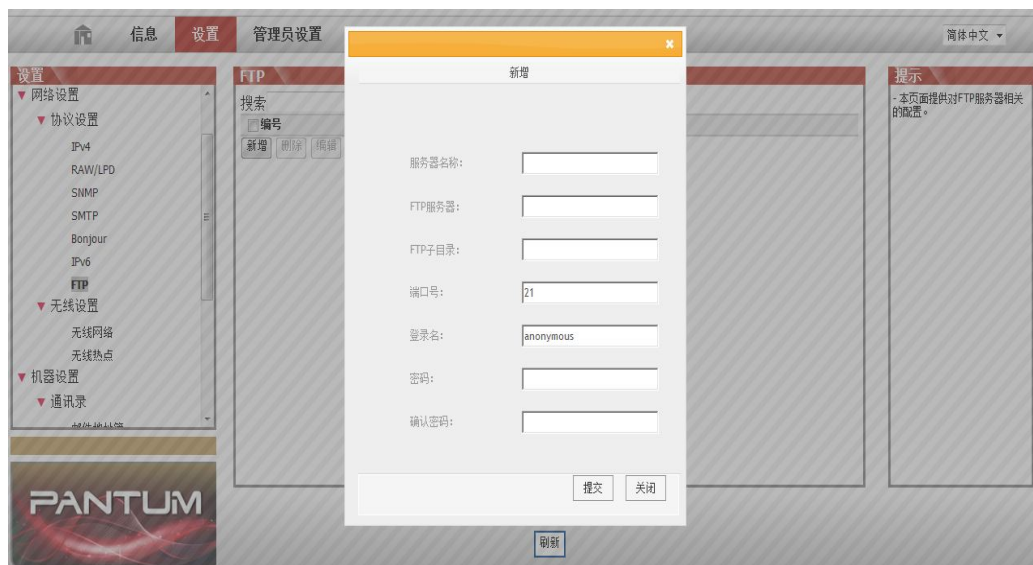 信息
设置
管理员设置
简体中文
设置
网络设置
协议设置
IPv4
RAW/LPD
SNMP
SMTP
Bonjour
IPv6
FTP
无线设置
无线网络
无线热点
机器设置
通讯录
邮件地址簿
PANTUM
FTP
搜索
编号
新增 删除 编辑
新增
服务器名称：
FTP服务器：
FTP子目录：
端口号： 21
登录名： anonymous
密码：
确认密码：
提交 关闭
刷新
提示
- 本页面提供对FTP服务器相关
的配置。